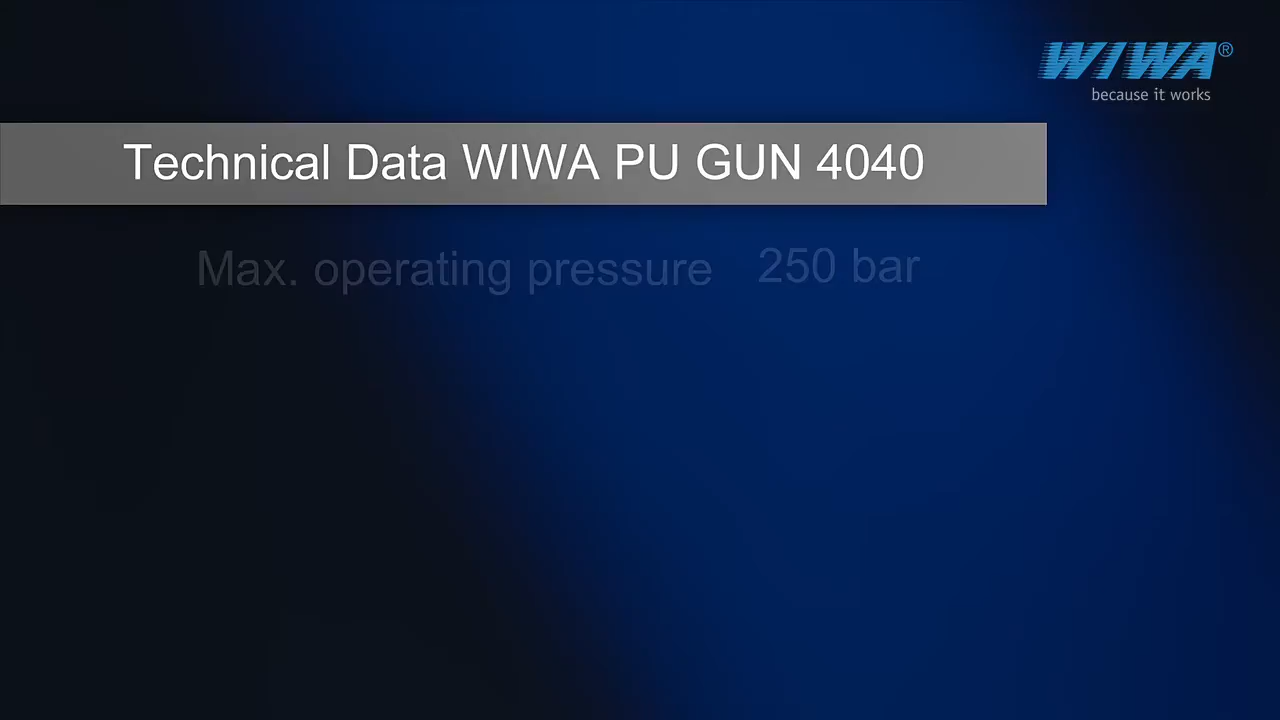 WIWA®
because it works
Technical Data WIWA PU GUN 4040
Max. operating pressure 250 bar